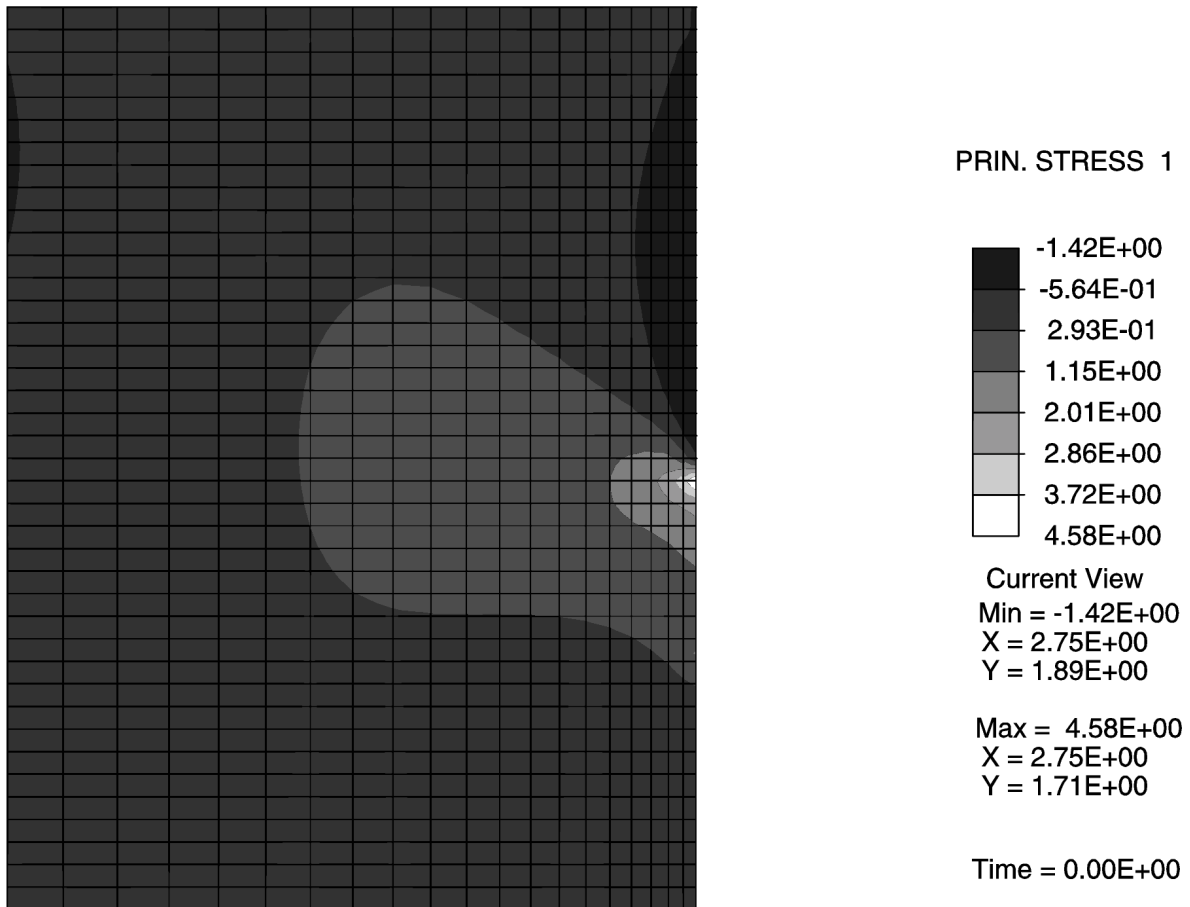 PRIN. STRESS 1
-1.42E+00
-5.64E-01
2.93E-01
1.15E+00
2.01E+00
2.86E+00
3.72E+00
4.58E+00
Current View
Min = -1.42E+00
X = 2.75E+00
Y = 1.89E+00
Max = 4.58E+00
X = 2.75E+00
Y = 1.71E+00
Time = 0.00E+00